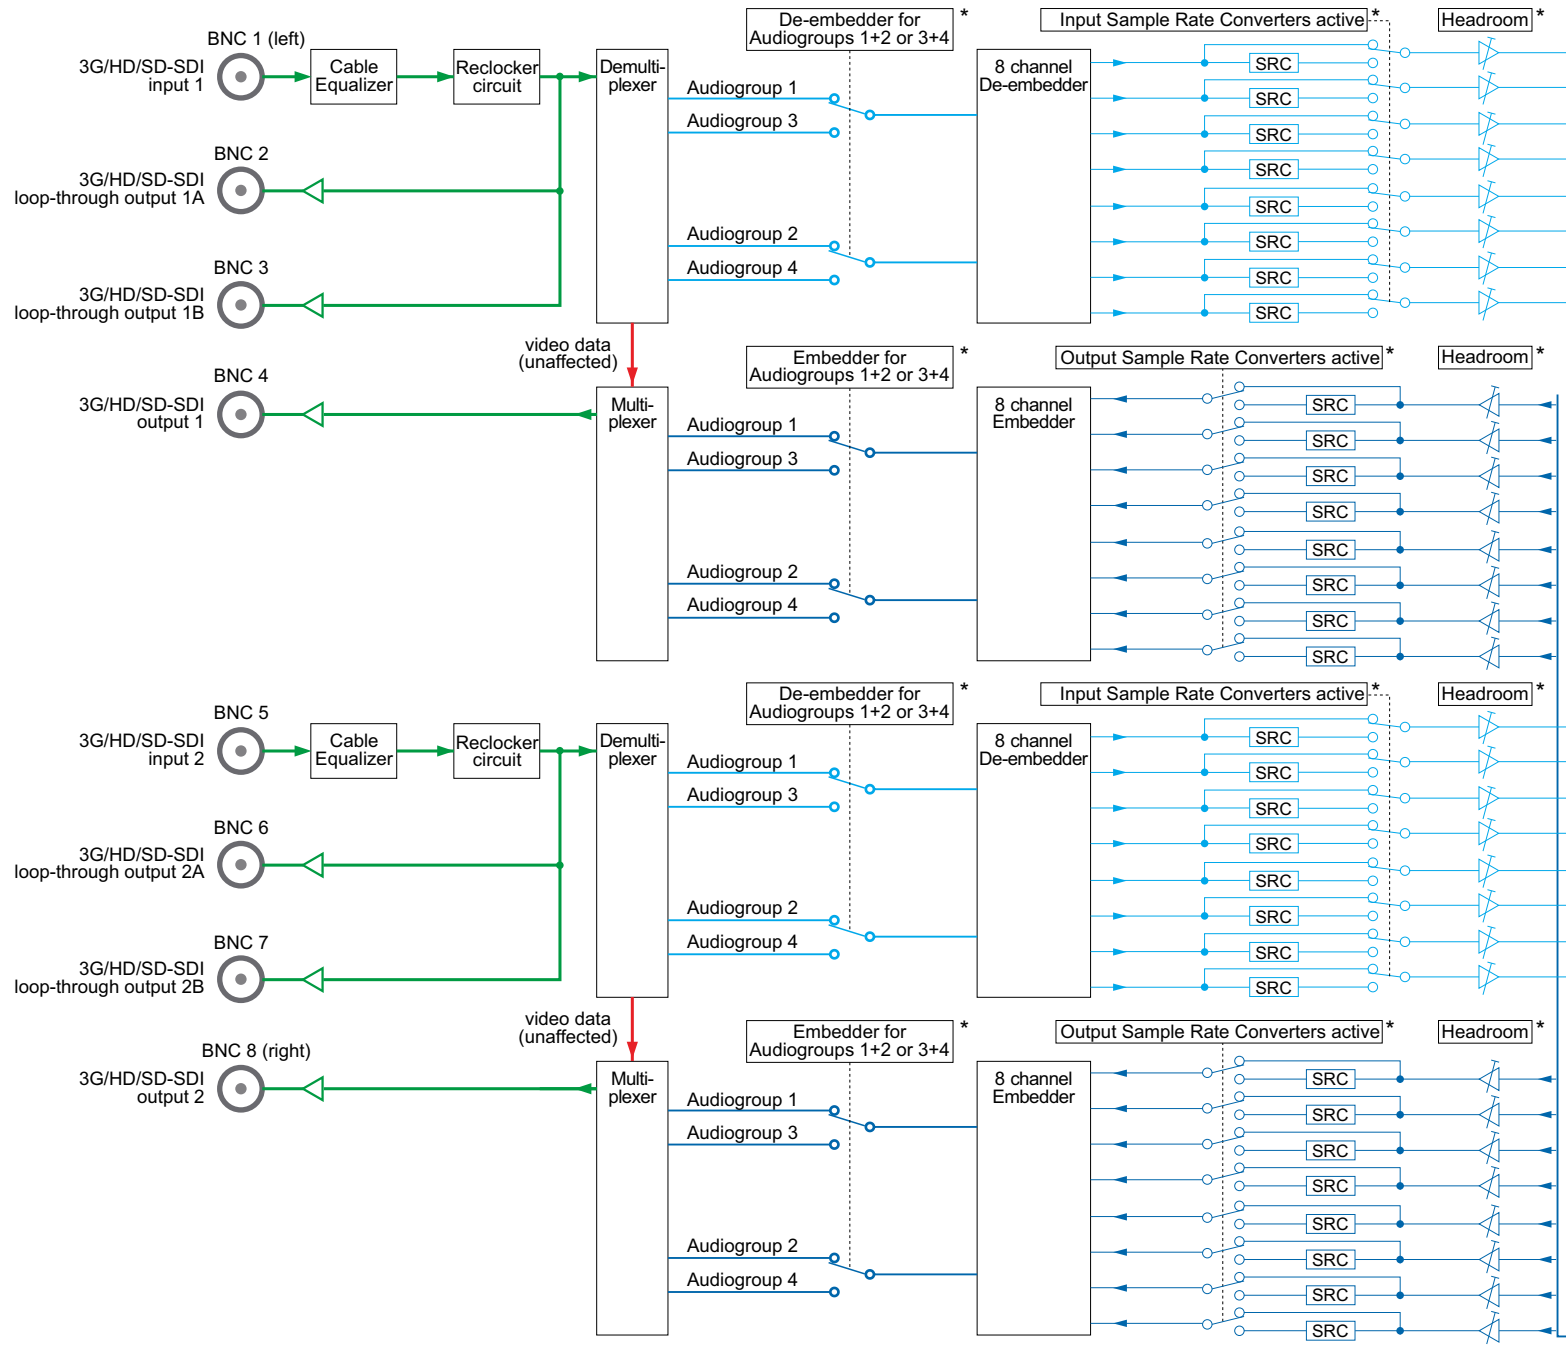 BNC 1 (left)
3G/HD/SD-SDI
input 1
Cable
Equalizer
Reclocker
circuit
Demulti-
plexer
De-embedder for
Audiogroups 1+2 or 3+4
*
Audiogroup 1
Audiogroup 3
Audiogroup 2
Audiogroup 4
8 channel
De-embedder
Input Sample Rate Converters active
*
Headroom
*
SRC
SRC
SRC
SRC
SRC
SRC
SRC
SRC
BNC 2
3G/HD/SD-SDI
loop-through output 1A
BNC 3
3G/HD/SD-SDI
loop-through output 1B
video data
(unaffected)
BNC 4
3G/HD/SD-SDI
output 1
Multi-
plexer
Embedder for
Audiogroups 1+2 or 3+4
*
Audiogroup 1
Audiogroup 3
Audiogroup 2
Audiogroup 4
8 channel
Embedder
Output Sample Rate Converters active
*
Headroom
*
SRC
SRC
SRC
SRC
SRC
SRC
SRC
SRC
BNC 5
3G/HD/SD-SDI
input 2
Cable
Equalizer
Reclocker
circuit
Demulti-
plexer
De-embedder for
Audiogroups 1+2 or 3+4
*
Audiogroup 1
Audiogroup 3
Audiogroup 2
Audiogroup 4
8 channel
De-embedder
Input Sample Rate Converters active
*
Headroom
*
SRC
SRC
SRC
SRC
SRC
SRC
SRC
SRC
BNC 6
3G/HD/SD-SDI
loop-through output 2A
BNC 7
3G/HD/SD-SDI
loop-through output 2B
video data
(unaffected)
BNC 8 (right)
3G/HD/SD-SDI
output 2
Multi-
plexer
Embedder for
Audiogroups 1+2 or 3+4
*
Audiogroup 1
Audiogroup 3
Audiogroup 2
Audiogroup 4
8 channel
Embedder
Output Sample Rate Converters active
*
Headroom
*
SRC
SRC
SRC
SRC
SRC
SRC
SRC
SRC